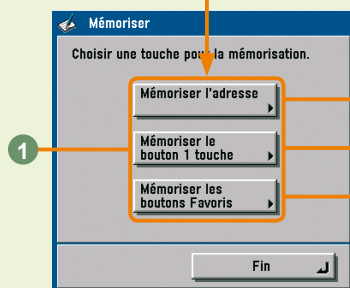 Mémoriser
Choisir une touche pour la mémorisation.
Mémoriser l'adresse
1
Mémoriser le
bouton 1 touche
Mémoriser les
boutons Favoris
Fin